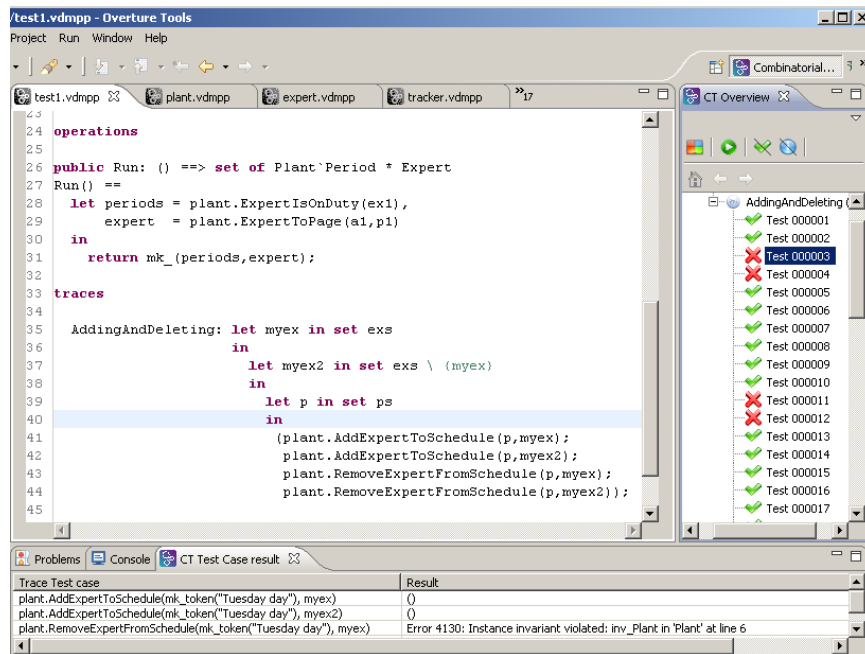 /test1.vdmpp - Overture Tools
Project Run Window Help
Combinatorial...
test1.vdmpp plant.vdmpp expert.vdmpp tracker.vdmpp »17
CT Overview
23
24 operations
25
26 public Run: () ==> set of Plant`Period * Expert
27 Run() ==
28 let periods = plant.ExpertIsOnDuty(ex1),
29 expert = plant.ExpertToPage(a1,p1)
30 in
31 return mk_(periods,expert);
32
33 traces
34
35 AddingAndDeleting: let myex in set exs
36 in
37 let myex2 in set exs \ {myex}
38 in
39 let p in set ps
40 in
41 (plant.AddExpertToSchedule(p,myex);
42 plant.AddExpertToSchedule(p,myex2);
43 plant.RemoveExpertFromSchedule(p,myex);
44 plant.RemoveExpertFromSchedule(p,myex2));
45
AddingAndDeleting (
Test 000001
Test 000002
Test 000003
Test 000004
Test 000005
Test 000006
Test 000007
Test 000008
Test 000009
Test 000010
Test 000011
Test 000012
Test 000013
Test 000014
Test 000015
Test 000016
Test 000017
Problems Console CT Test Case result
Trace Test case Result
plant.AddExpertToSchedule(mk_token("Tuesday day"), myex) ()
plant.AddExpertToSchedule(mk_token("Tuesday day"), myex2) ()
plant.RemoveExpertFromSchedule(mk_token("Tuesday day"), myex) Error 4130: Instance invariant violated: inv_Plant in 'Plant' at line 6